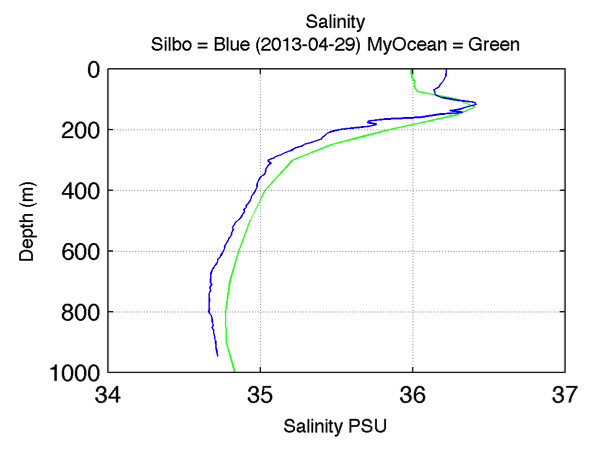 Salinity
Silbo = Blue (2013-04-29) MyOcean = Green
0
200
400
600
800
1000
Depth (m)
34
35
36
37
Salinity PSU